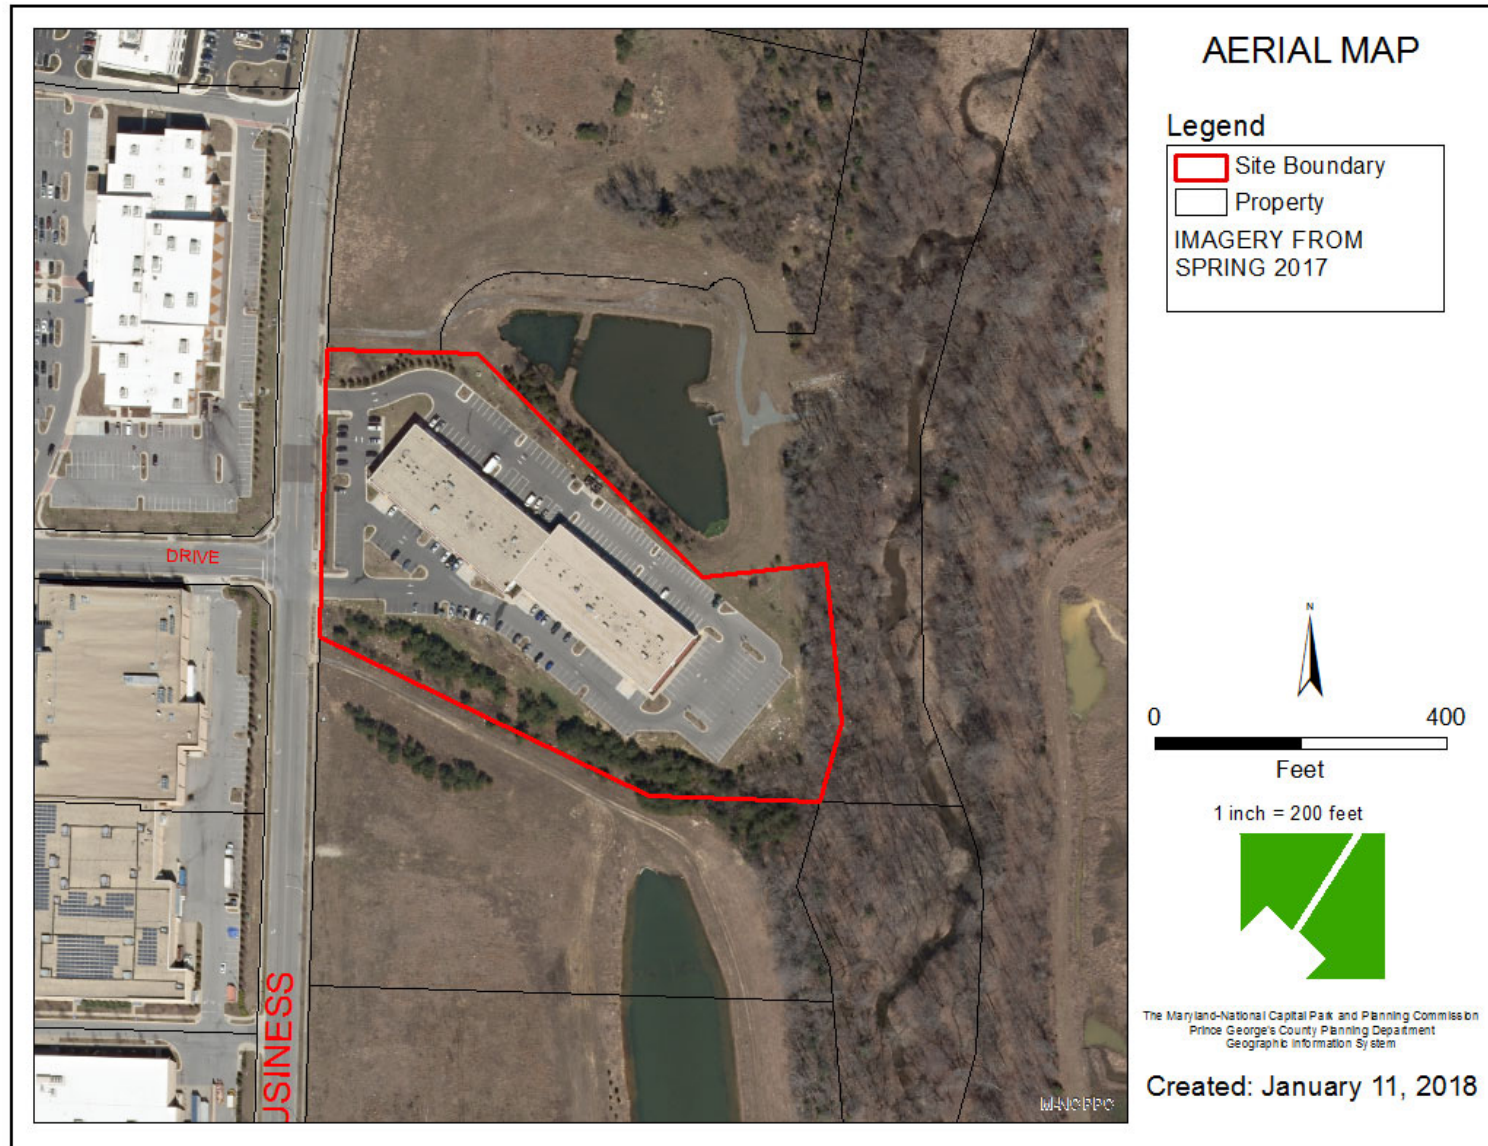 AERIAL MAP
Legend
Site Boundary
Property
IMAGERY FROM
SPRING 2017
DRIVE
N
0 400
Feet
1 inch = 200 feet
The Maryland-National Capital Park and Planning Commission
Prince George's County Planning Department
Geographic Information System
Created: January 11, 2018
USINESS
M-NCPPC